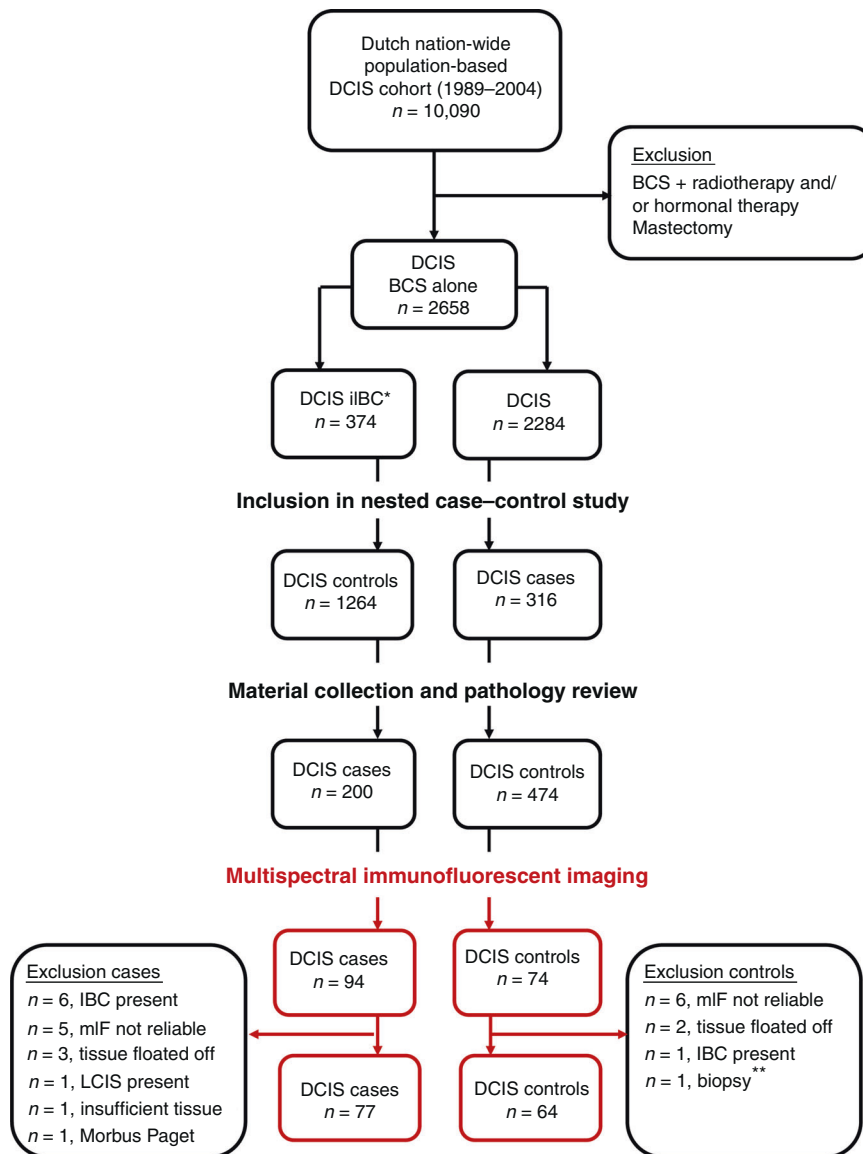 Dutch nation-wide
population-based
DCIS cohort (1989–2004)
n = 10,090
Exclusion
BCS + radiotherapy and/
or hormonal therapy
Mastectomy
DCIS
BCS alone
n = 2658
DCIS iIBC*
n = 374
DCIS
n = 2284
Inclusion in nested case–control study
DCIS controls
n = 1264
DCIS cases
n = 316
Material collection and pathology review
DCIS cases
n = 200
DCIS controls
n = 474
Multispectral immunofluorescent imaging
DCIS cases
n = 94
DCIS controls
n = 74
Exclusion cases
n = 6, IBC present
n = 5, mIF not reliable
n = 3, tissue floated off
n = 1, LCIS present
n = 1, insufficient tissue
n = 1, Morbus Paget
Exclusion controls
n = 6, mIF not reliable
n = 2, tissue floated off
n = 1, IBC present
n = 1, biopsy**
DCIS cases
n = 77
DCIS controls
n = 64